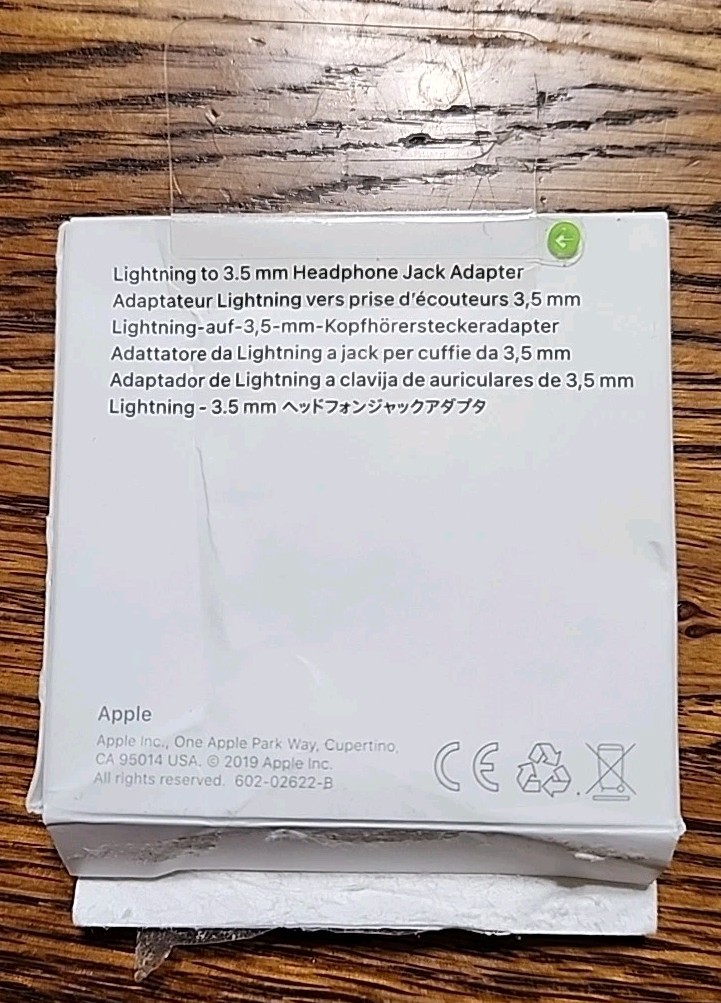 Lightning to 3.5 mm Headphone Jack Adapter
Adaptateur Lightning vers prise d'écouteurs 3,5 mm
Lightning-auf-3,5-mm-Kopfhörersteckeradapter
Adattatore da Lightning a jack per cuffie da 3,5 mm
Adaptador de Lightning a clavija de auriculares de 3,5 mm
Lightning - 3.5 mm ヘッドフォンジャックアダプタ
Apple
Apple Inc., One Apple Park Way, Cupertino,
CA 95014 USA. © 2019 Apple Inc.
All rights reserved. 602-02622-B
CE